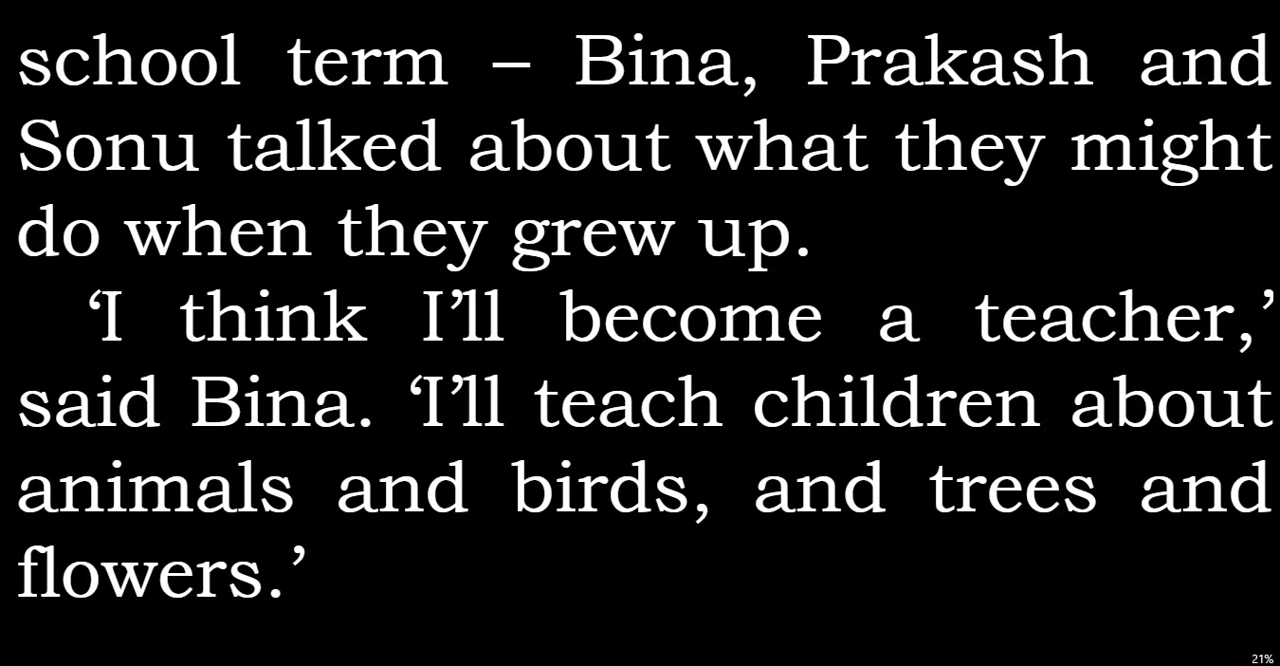 school term – Bina, Prakash and
Sonu talked about what they might
do when they grew up.
‘I think I’ll become a teacher,’
said Bina. ‘I’ll teach children about
animals and birds, and trees and
flowers.’
21%